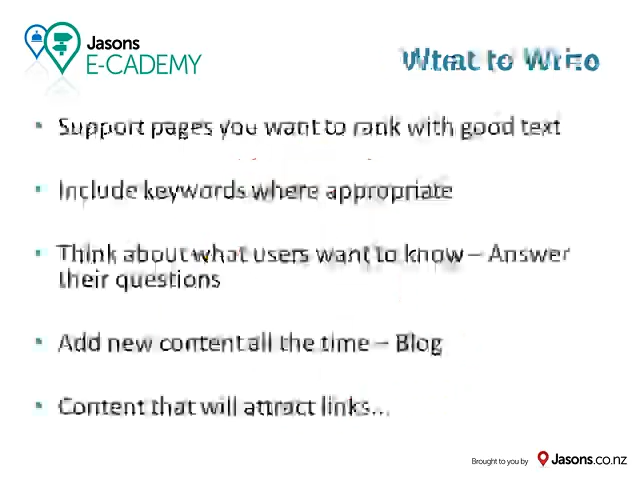 Jasons
E-CADEMY
What to Write
• Support pages you want to rank with good text
• Include keywords where appropriate
• Think about what users want to know – Answer
their questions
• Add new content all the time – Blog
• Content that will attract links...
Brought to you by Jasons.co.nz